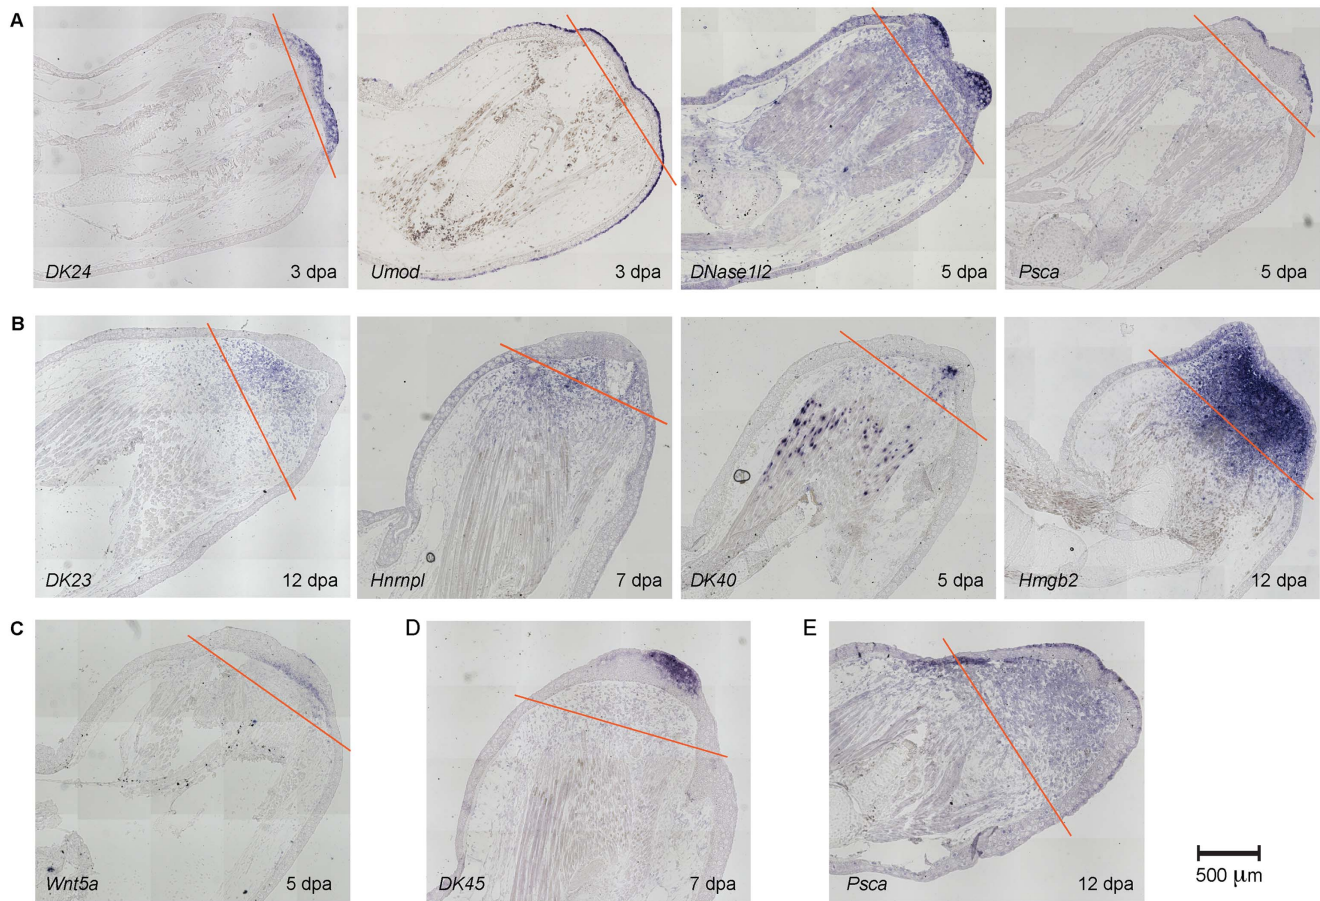 A
DK24 3 dpa
Umod 3 dpa
DNase1l2 5 dpa
Psca 5 dpa
B
DK23 12 dpa
Hnrnpl 7 dpa
DK40 5 dpa
Hmgb2 12 dpa
C
Wnt5a 5 dpa
D
DK45 7 dpa
E
Psca 12 dpa
500 μm